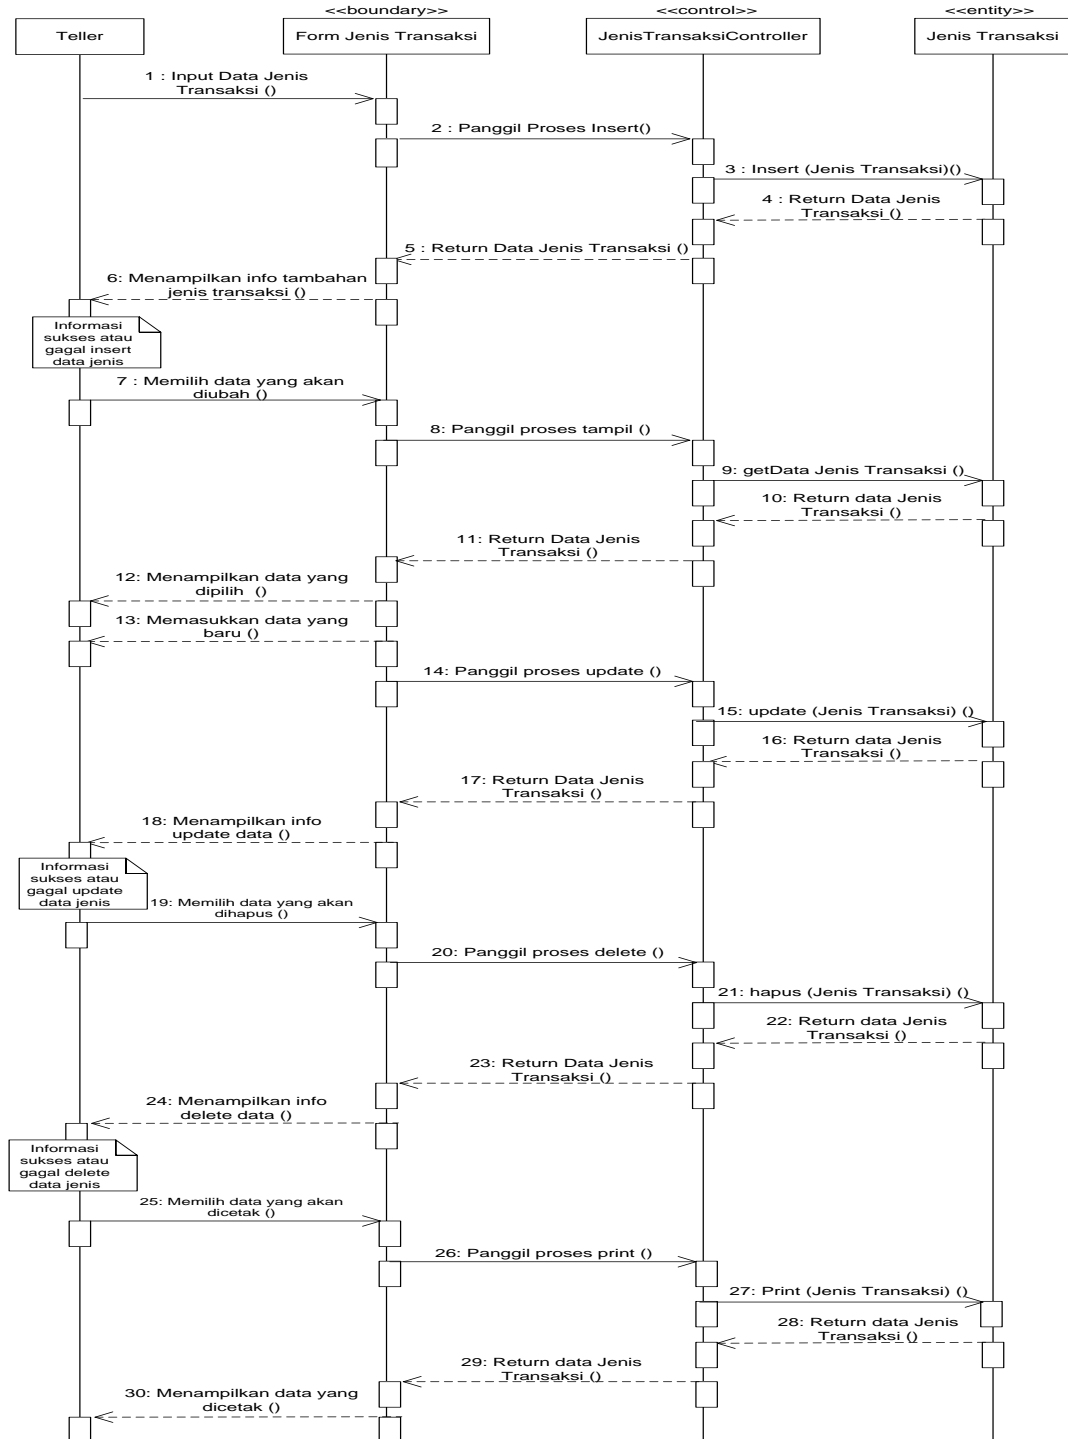 <<boundary>>
<<control>>
<<entity>>
Teller
Form Jenis Transaksi
JenisTransaksiController
Jenis Transaksi
1 : Input Data Jenis
Transaksi ()
2 : Panggil Proses Insert()
3 : Insert (Jenis Transaksi)()
4 : Return Data Jenis
Transaksi ()
5 : Return Data Jenis Transaksi ()
6: Menampilkan info tambahan
jenis transaksi ()
Informasi
sukses atau
gagal insert
data jenis
7 : Memilih data yang akan
diubah ()
8: Panggil proses tampil ()
9: getData Jenis Transaksi ()
10: Return data Jenis
Transaksi ()
11: Return Data Jenis
Transaksi ()
12: Menampilkan data yang
dipilih ()
13: Memasukkan data yang
baru ()
14: Panggil proses update ()
15: update (Jenis Transaksi) ()
16: Return data Jenis
Transaksi ()
17: Return Data Jenis
Transaksi ()
18: Menampilkan info
update data ()
Informasi
sukses atau
gagal update
data jenis
19: Memilih data yang akan
dihapus ()
20: Panggil proses delete ()
21: hapus (Jenis Transaksi) ()
22: Return data Jenis
Transaksi ()
23: Return Data Jenis
Transaksi ()
24: Menampilkan info
delete data ()
Informasi
sukses atau
gagal delete
data jenis
25: Memilih data yang akan
dicetak ()
26: Panggil proses print ()
27: Print (Jenis Transaksi) ()
28: Return data Jenis
Transaksi ()
29: Return data Jenis
Transaksi ()
30: Menampilkan data yang
dicetak ()